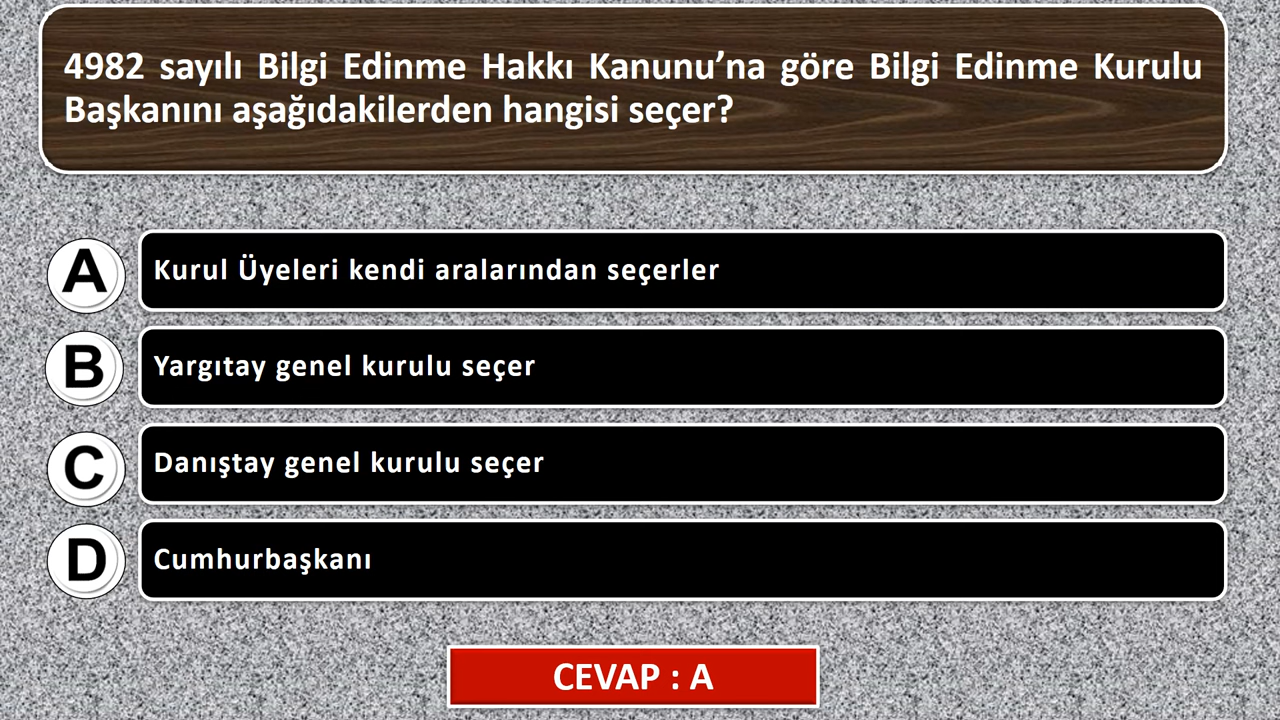 4982 sayılı Bilgi Edinme Hakkı Kanunu’na göre Bilgi Edinme Kurulu
Başkanını aşağıdakilerden hangisi seçer?
A Kurul Üyeleri kendi aralarından seçerler
B Yargıtay genel kurulu seçer
C Danıştay genel kurulu seçer
D Cumhurbaşkanı
CEVAP : A